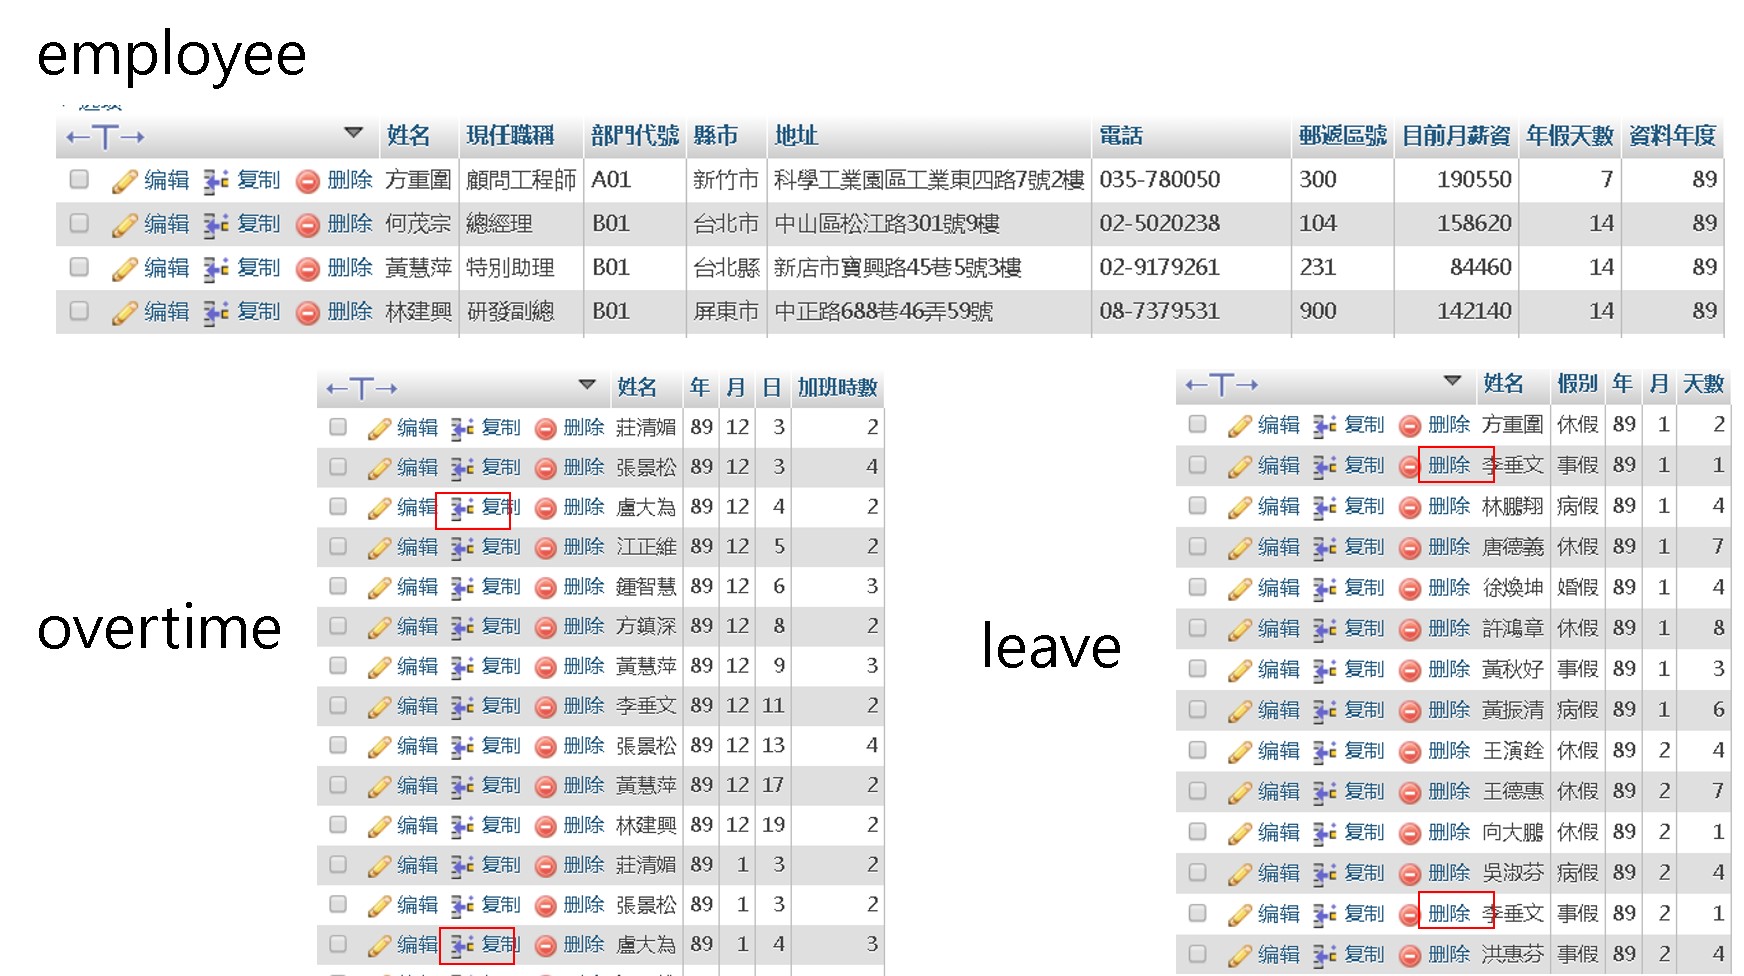 employee
姓名 現任職稱 部門代號 縣市 地址 電話 郵遞區號 目前月薪資 年假天數 資料年度
编辑 复制 删除 方重圍 顧問工程師 A01 新竹市 科學工業園區工業東四路7號2樓 035-780050 300 190550 7 89
编辑 复制 删除 何茂宗 總經理 B01 台北市 中山區松江路301號9樓 02-5020238 104 158620 14 89
编辑 复制 删除 黃慧萍 特別助理 B01 台北縣 新店市寶興路45巷5號3樓 02-9179261 231 84460 14 89
编辑 复制 删除 林建興 研發副總 B01 屏東市 中正路688巷46弄59號 08-7379531 900 142140 14 89
overtime
姓名 年 月 日 加班時數
编辑 复制 删除 莊清媚 89 12 3 2
编辑 复制 删除 張景松 89 12 3 4
编辑 复制 删除 盧大為 89 12 4 2
编辑 复制 删除 江正維 89 12 5 2
编辑 复制 删除 鍾智慧 89 12 6 3
编辑 复制 删除 方鎮深 89 12 8 2
编辑 复制 删除 黃慧萍 89 12 9 3
编辑 复制 删除 李垂文 89 12 11 2
编辑 复制 删除 張景松 89 12 13 4
编辑 复制 删除 黃慧萍 89 12 17 2
编辑 复制 删除 林建興 89 12 19 2
编辑 复制 删除 莊清媚 89 1 3 2
编辑 复制 删除 張景松 89 1 3 2
编辑 复制 删除 盧大為 89 1 4 3
leave
姓名 假別 年 月 天數
编辑 复制 删除 方重圍 休假 89 1 2
编辑 复制 删除 李垂文 事假 89 1 1
编辑 复制 删除 林鵬翔 病假 89 1 4
编辑 复制 删除 唐德義 休假 89 1 7
编辑 复制 删除 徐煥坤 婚假 89 1 4
编辑 复制 删除 許鴻章 休假 89 1 8
编辑 复制 删除 黃秋好 事假 89 1 3
编辑 复制 删除 黃振清 病假 89 1 6
编辑 复制 删除 王演銓 休假 89 2 4
编辑 复制 删除 王德惠 休假 89 2 7
编辑 复制 删除 向大鵬 休假 89 2 1
编辑 复制 删除 吳淑芬 病假 89 2 4
编辑 复制 删除 李垂文 事假 89 2 1
编辑 复制 删除 洪惠芬 事假 89 2 4